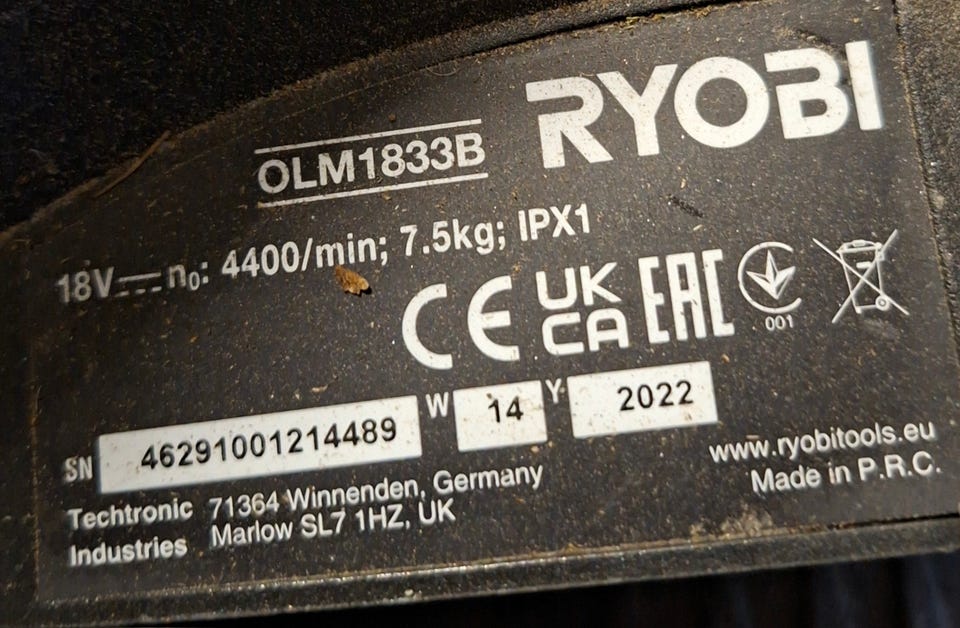 RYOBI
OLM1833B
18V⎓ n₀: 4400/min; 7.5kg; IPX1
CE UK CA EAC 001
SN 46291001214489 W 14 Y 2022
Techtronic Industries
71364 Winnenden, Germany
Marlow SL7 1HZ, UK
www.ryobitools.eu
Made in P.R.C.